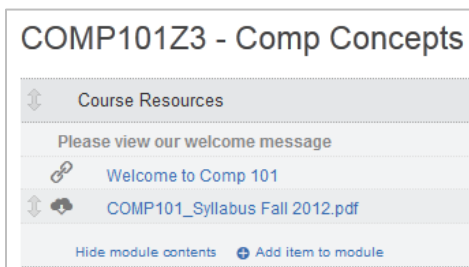 COMP101Z3 - Comp Concepts
Course Resources
Please view our welcome message
Welcome to Comp 101
COMP101_Syllabus Fall 2012.pdf
Hide module contents Add item to module